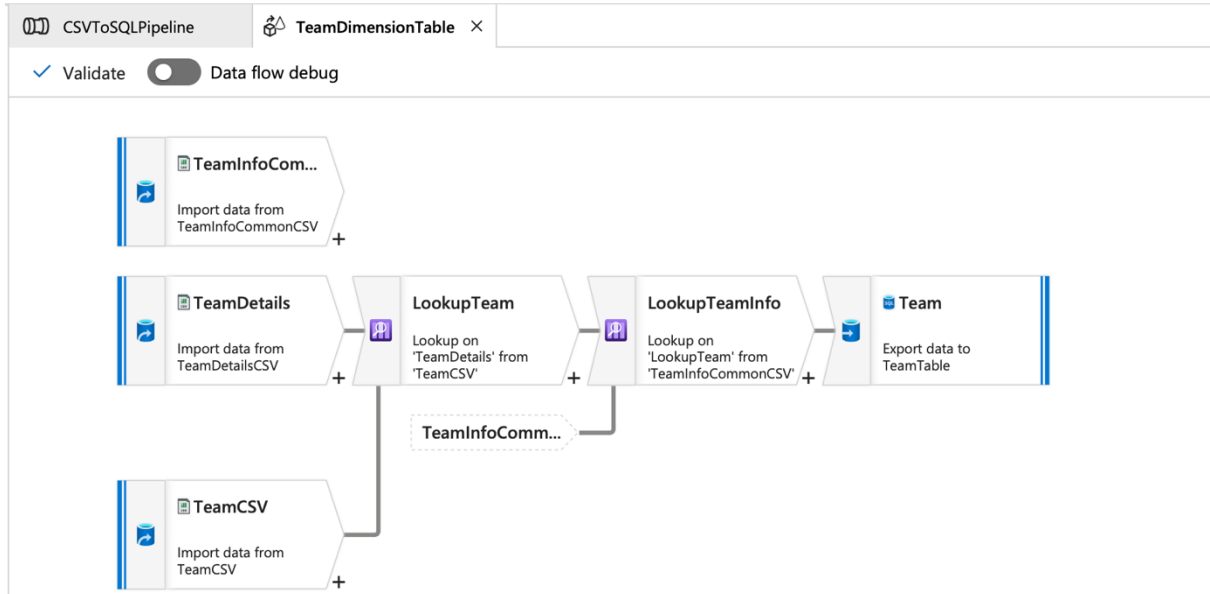 CSVToSQLPipeline
TeamDimensionTable
Validate
Data flow debug
TeamInfoCom...
Import data from
TeamInfoCommonCSV
+
TeamDetails
Import data from
TeamDetailsCSV
+
LookupTeam
Lookup on
'TeamDetails' from
'TeamCSV'
+
LookupTeamInfo
Lookup on
'LookupTeam' from
'TeamInfoCommonCSV'
+
Team
Export data to
TeamTable
TeamInfoComm...
TeamCSV
Import data from
TeamCSV
+